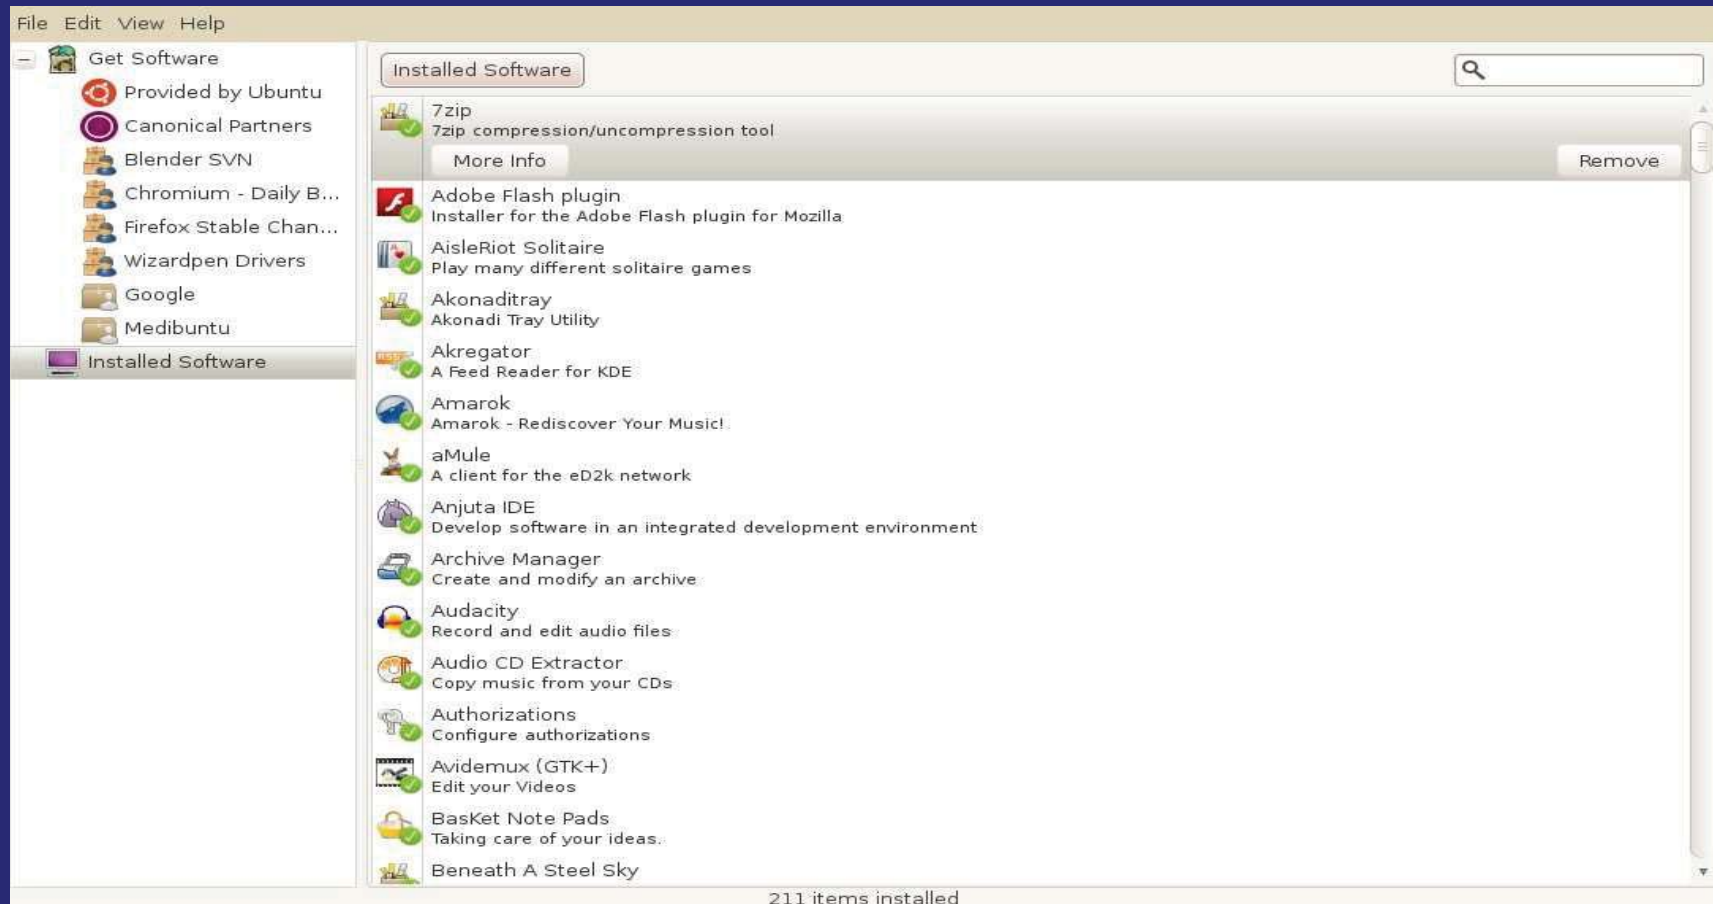 File Edit View Help
Get Software
Provided by Ubuntu
Canonical Partners
Blender SVN
Chromium - Daily B...
Firefox Stable Chan...
Wizardpen Drivers
Google
Medibuntu
Installed Software
Installed Software
7zip
7zip compression/uncompression tool
More Info
Remove
Adobe Flash plugin
Installer for the Adobe Flash plugin for Mozilla
AisleRiot Solitaire
Play many different solitaire games
Akonaditray
Akonadi Tray Utility
RSS
Akregator
A Feed Reader for KDE
Amarok
Amarok - Rediscover Your Music!
aMule
A client for the eD2k network
Anjuta IDE
Develop software in an integrated development environment
Archive Manager
Create and modify an archive
Audacity
Record and edit audio files
Audio CD Extractor
Copy music from your CDs
Authorizations
Configure authorizations
Avidemux (GTK+)
Edit your Videos
BasKet Note Pads
Taking care of your ideas.
Beneath A Steel Sky
211 items installed